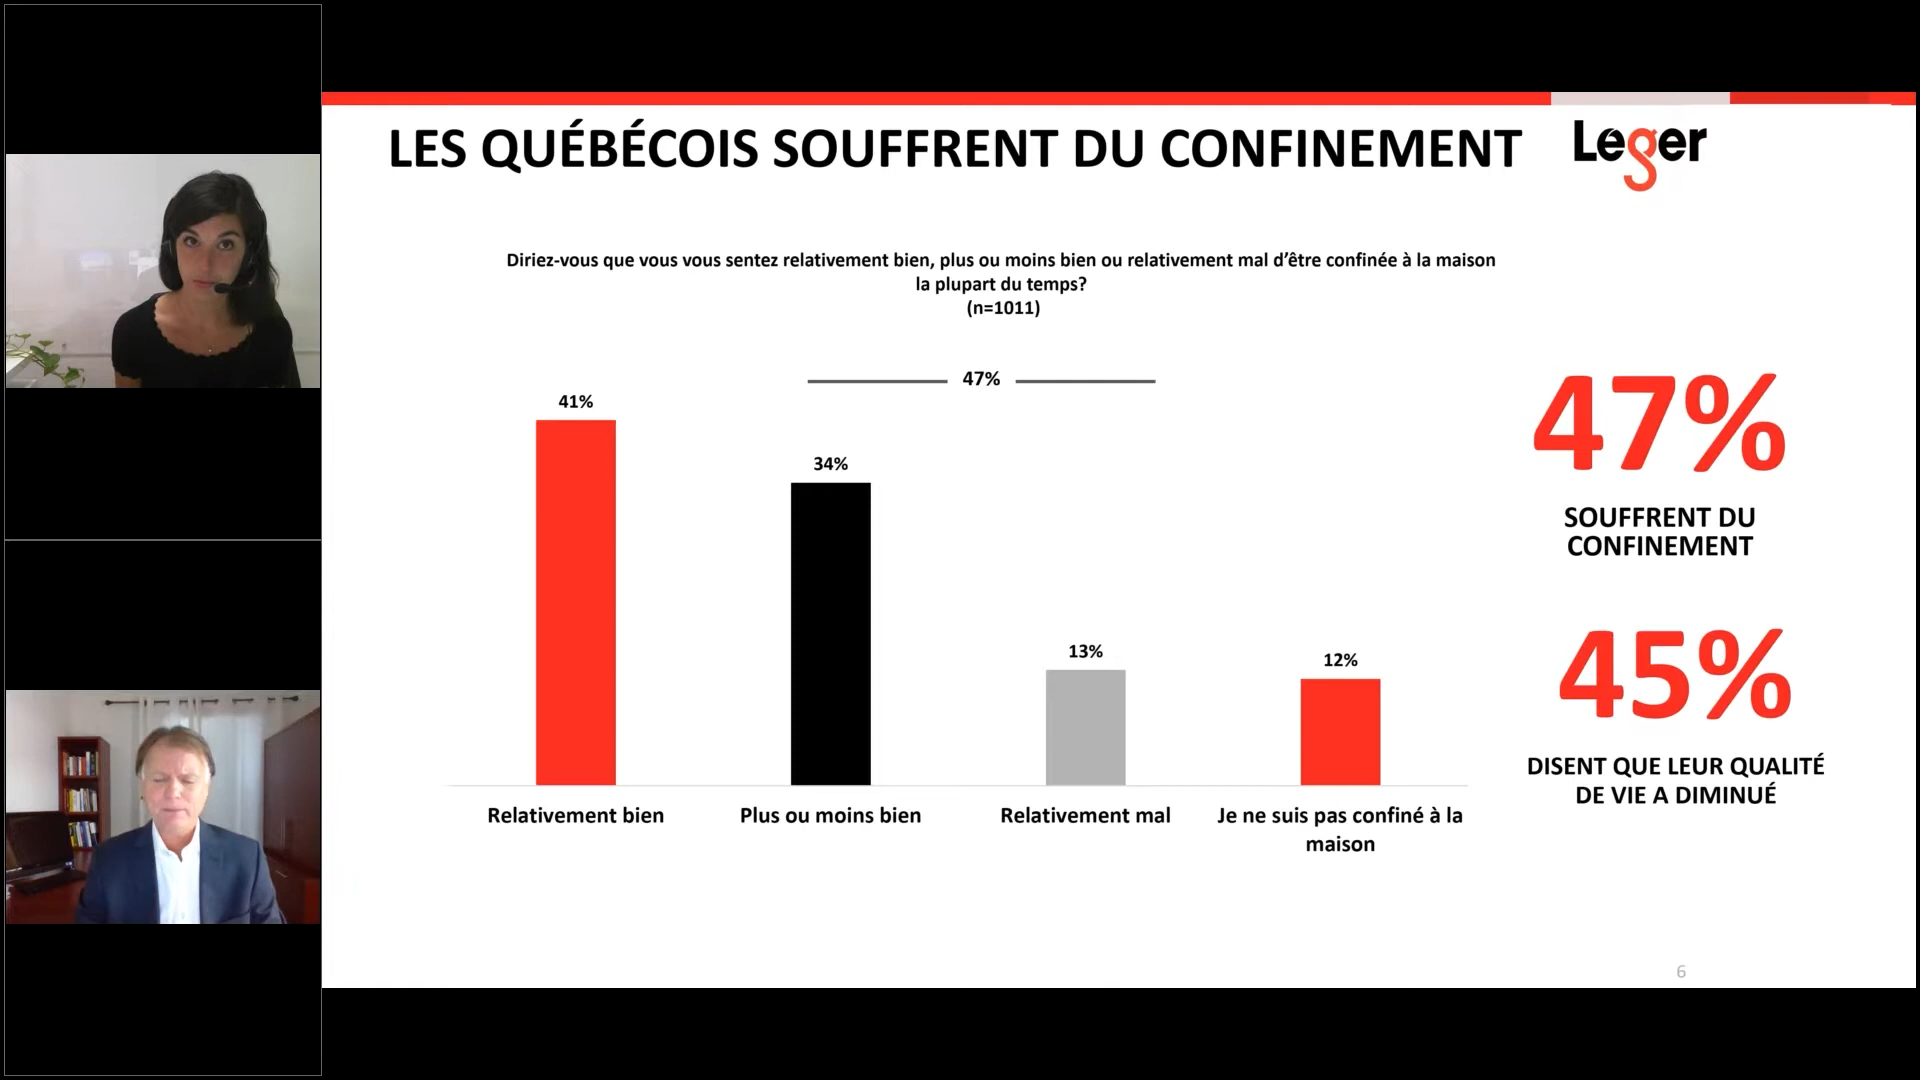 LES QUÉBÉCOIS SOUFFRENT DU CONFINEMENT
Leger
Diriez-vous que vous vous sentez relativement bien, plus ou moins bien ou relativement mal d'être confinée à la maison
la plupart du temps?
(n=1011)
47%
41%
34%
13%
12%
Relativement bien
Plus ou moins bien
Relativement mal
Je ne suis pas confiné à la
maison
47%
SOUFFRENT DU
CONFINEMENT
45%
DISENT QUE LEUR QUALITÉ
DE VIE A DIMINUÉ
6